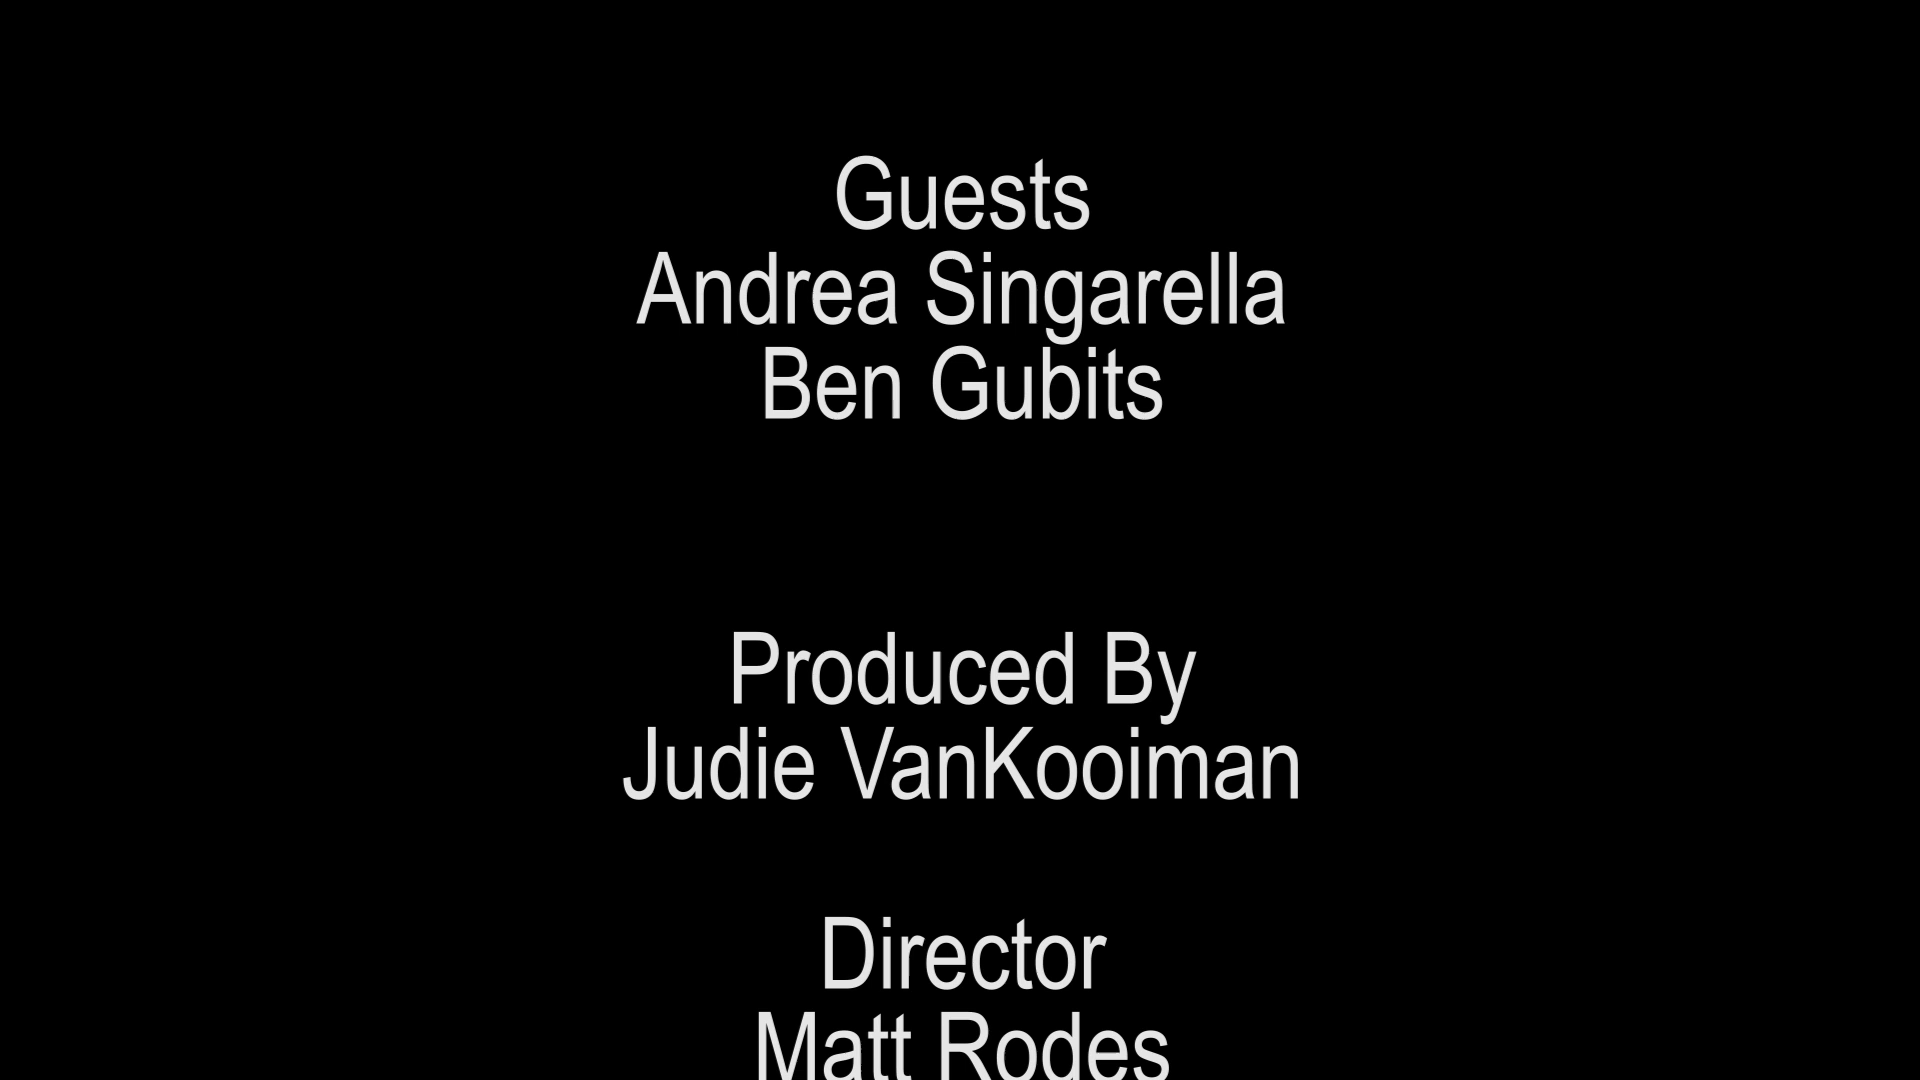 Guests
Andrea Singarella
Ben Gubits
Produced By
Judie VanKooiman
Director
Matt Rodes